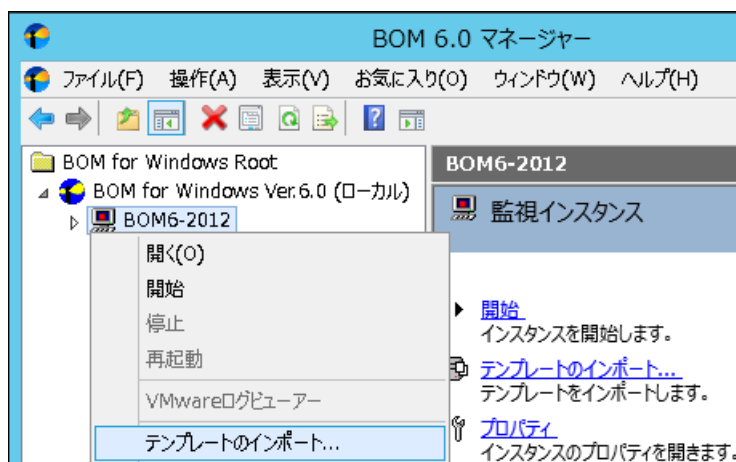 BOM 6.0 マネージャー
ファイル(F) 操作(A) 表示(V) お気に入り(O) ウィンドウ(W) ヘルプ(H)
BOM for Windows Root
BOM for Windows Ver.6.0 (ローカル)
BOM6-2012
開く(O)
開始
停止
再起動
VMwareログビューアー
テンプレートのインポート...
BOM6-2012
監視インスタンス
開始
インスタンスを開始します。
テンプレートのインポート...
テンプレートをインポートします。
プロパティ
インスタンスのプロパティを開きます。